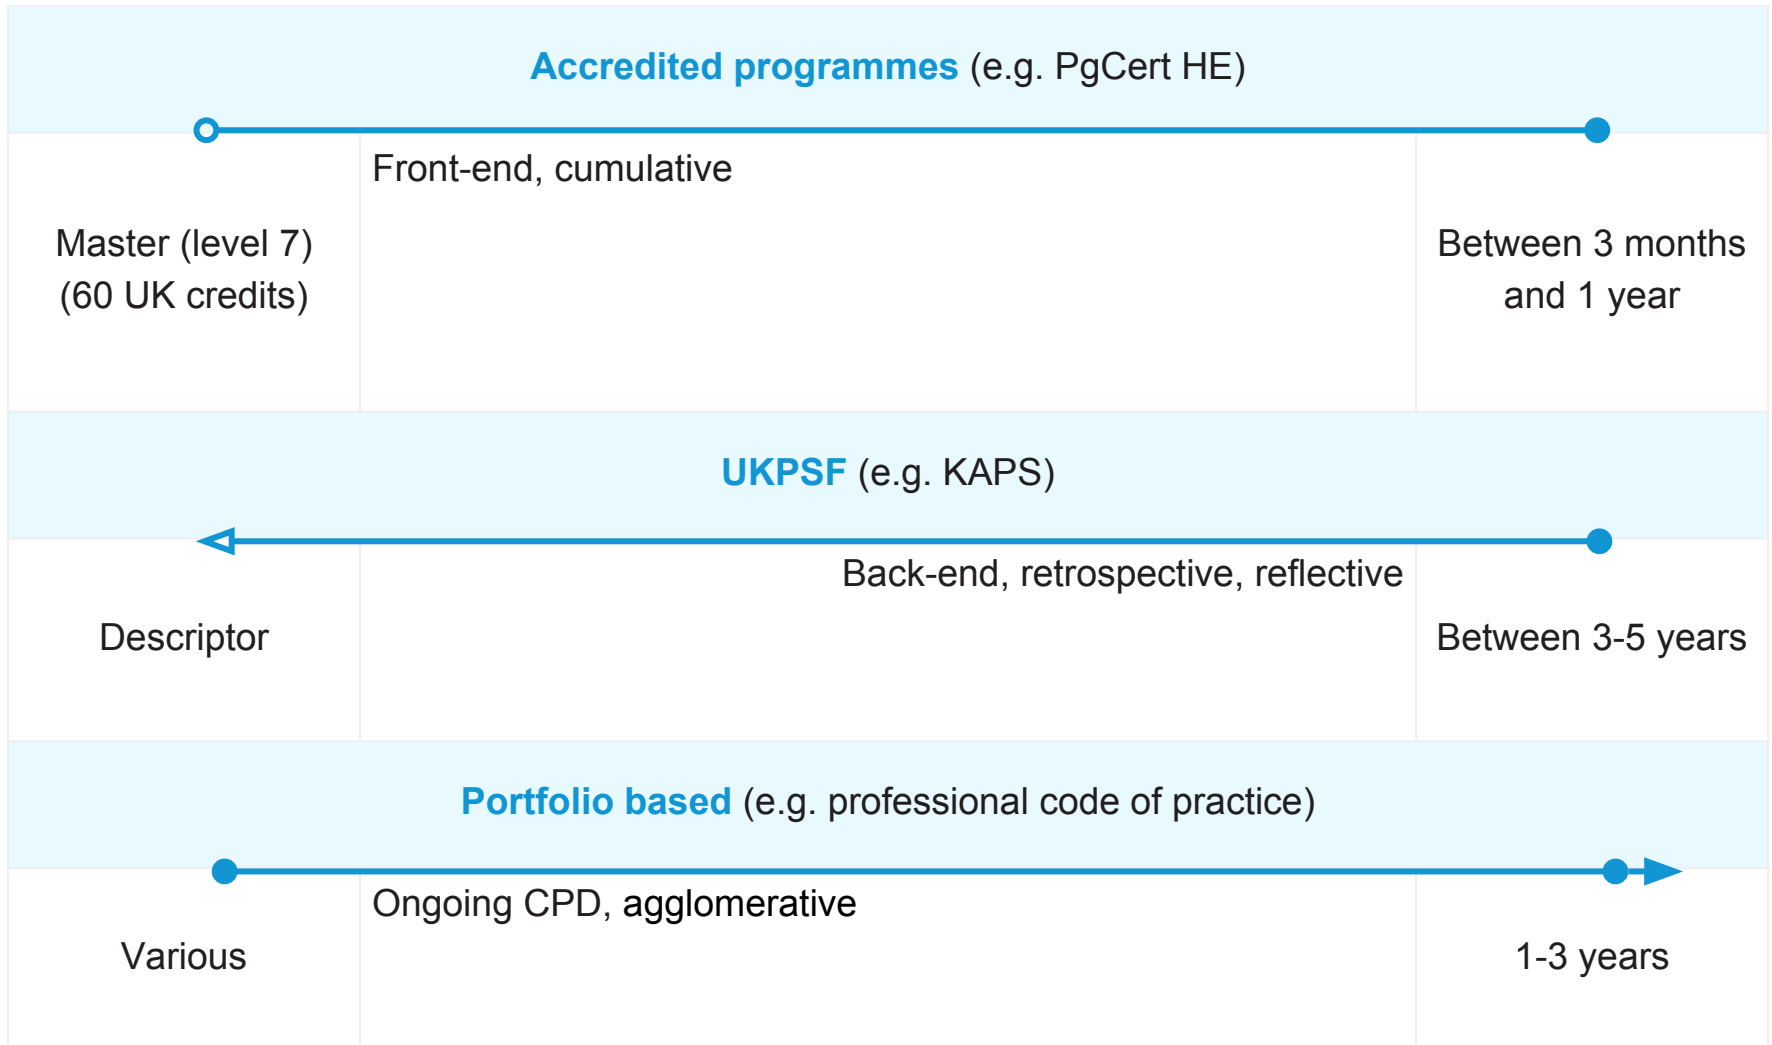 Accredited programmes (e.g. PgCert HE)
Front-end, cumulative
Master (level 7)
(60 UK credits)
Between 3 months
and 1 year
UKPSF (e.g. KAPS)
Back-end, retrospective, reflective
Descriptor
Between 3-5 years
Portfolio based (e.g. professional code of practice)
Ongoing CPD, agglomerative
Various
1-3 years